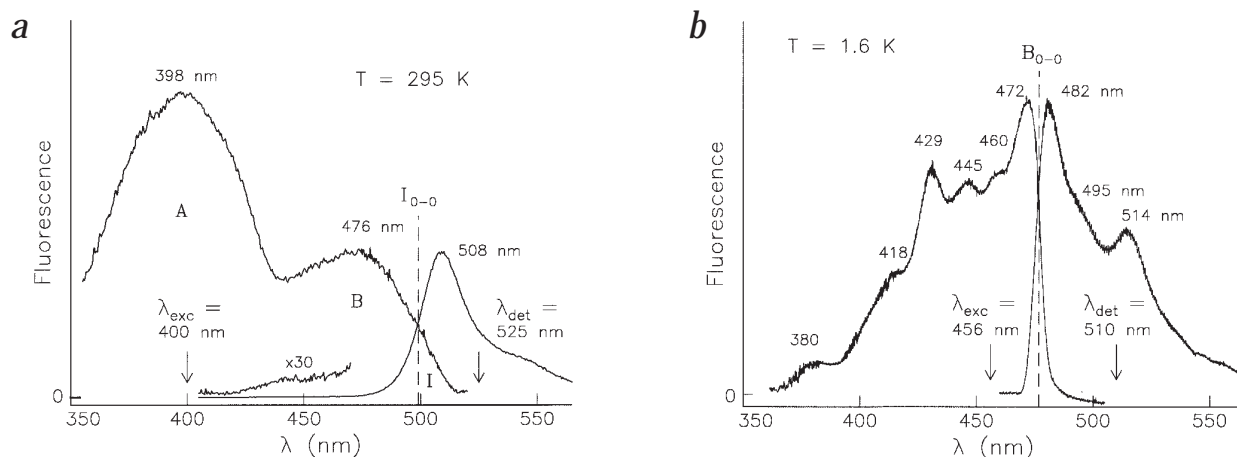 a
T = 295 K
398 nm
A
I0-0
476 nm
508 nm
B
λexc =
400 nm
λdet =
525 nm
x30
I
Fluorescence
0
350 400 450 500 550
λ (nm)
b
T = 1.6 K
B0-0
472
482 nm
429
445
460
495 nm
514 nm
418
λexc =
456 nm
λdet =
510 nm
380
Fluorescence
0
350 400 450 500 550
λ (nm)